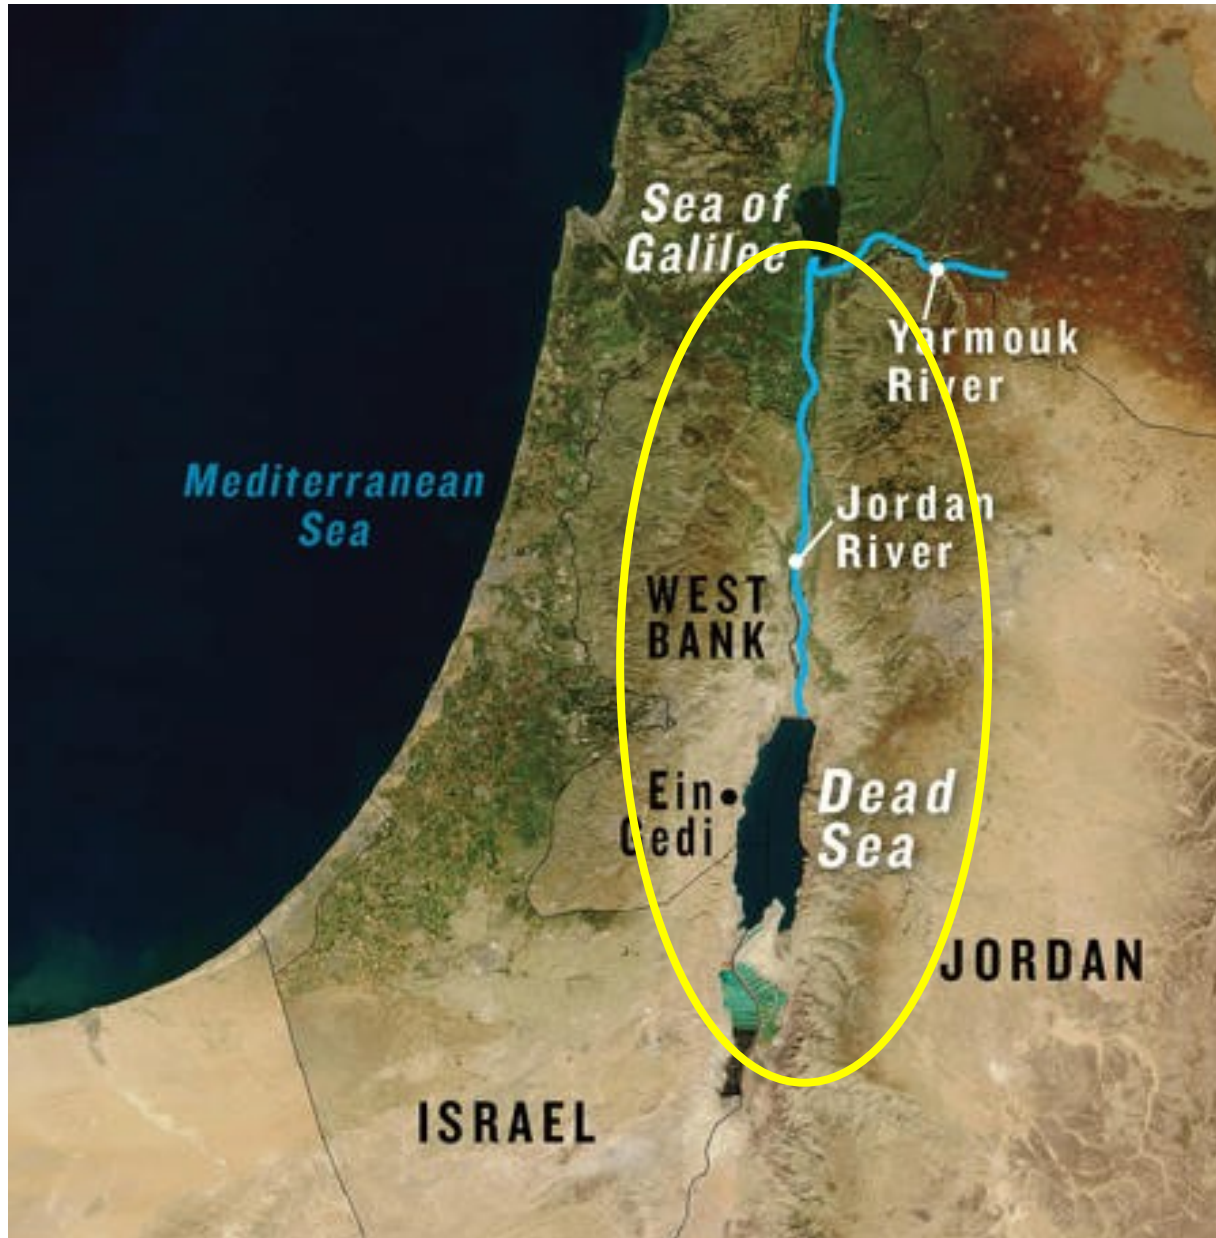 Sea of
Galilee
Yarmouk
River
Mediterranean
Sea
Jordan
River
WEST
BANK
Ein
Gedi
Dead
Sea
JORDAN
ISRAEL